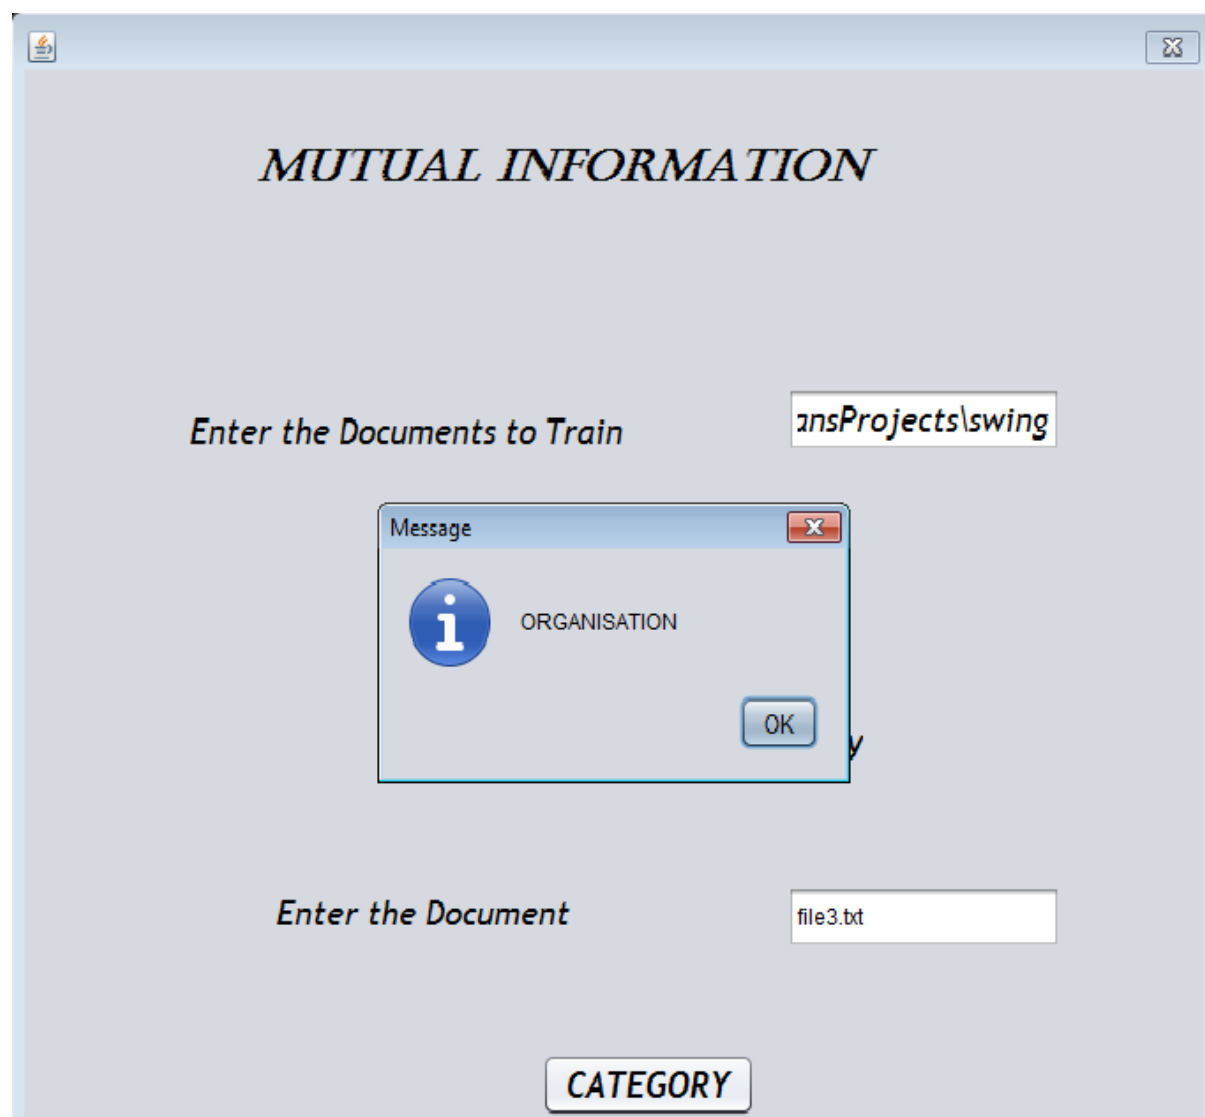 MUTUAL INFORMATION
Enter the Documents to Train
ansProjects\swing
Message
ORGANISATION
OK
y
Enter the Document
file3.txt
CATEGORY